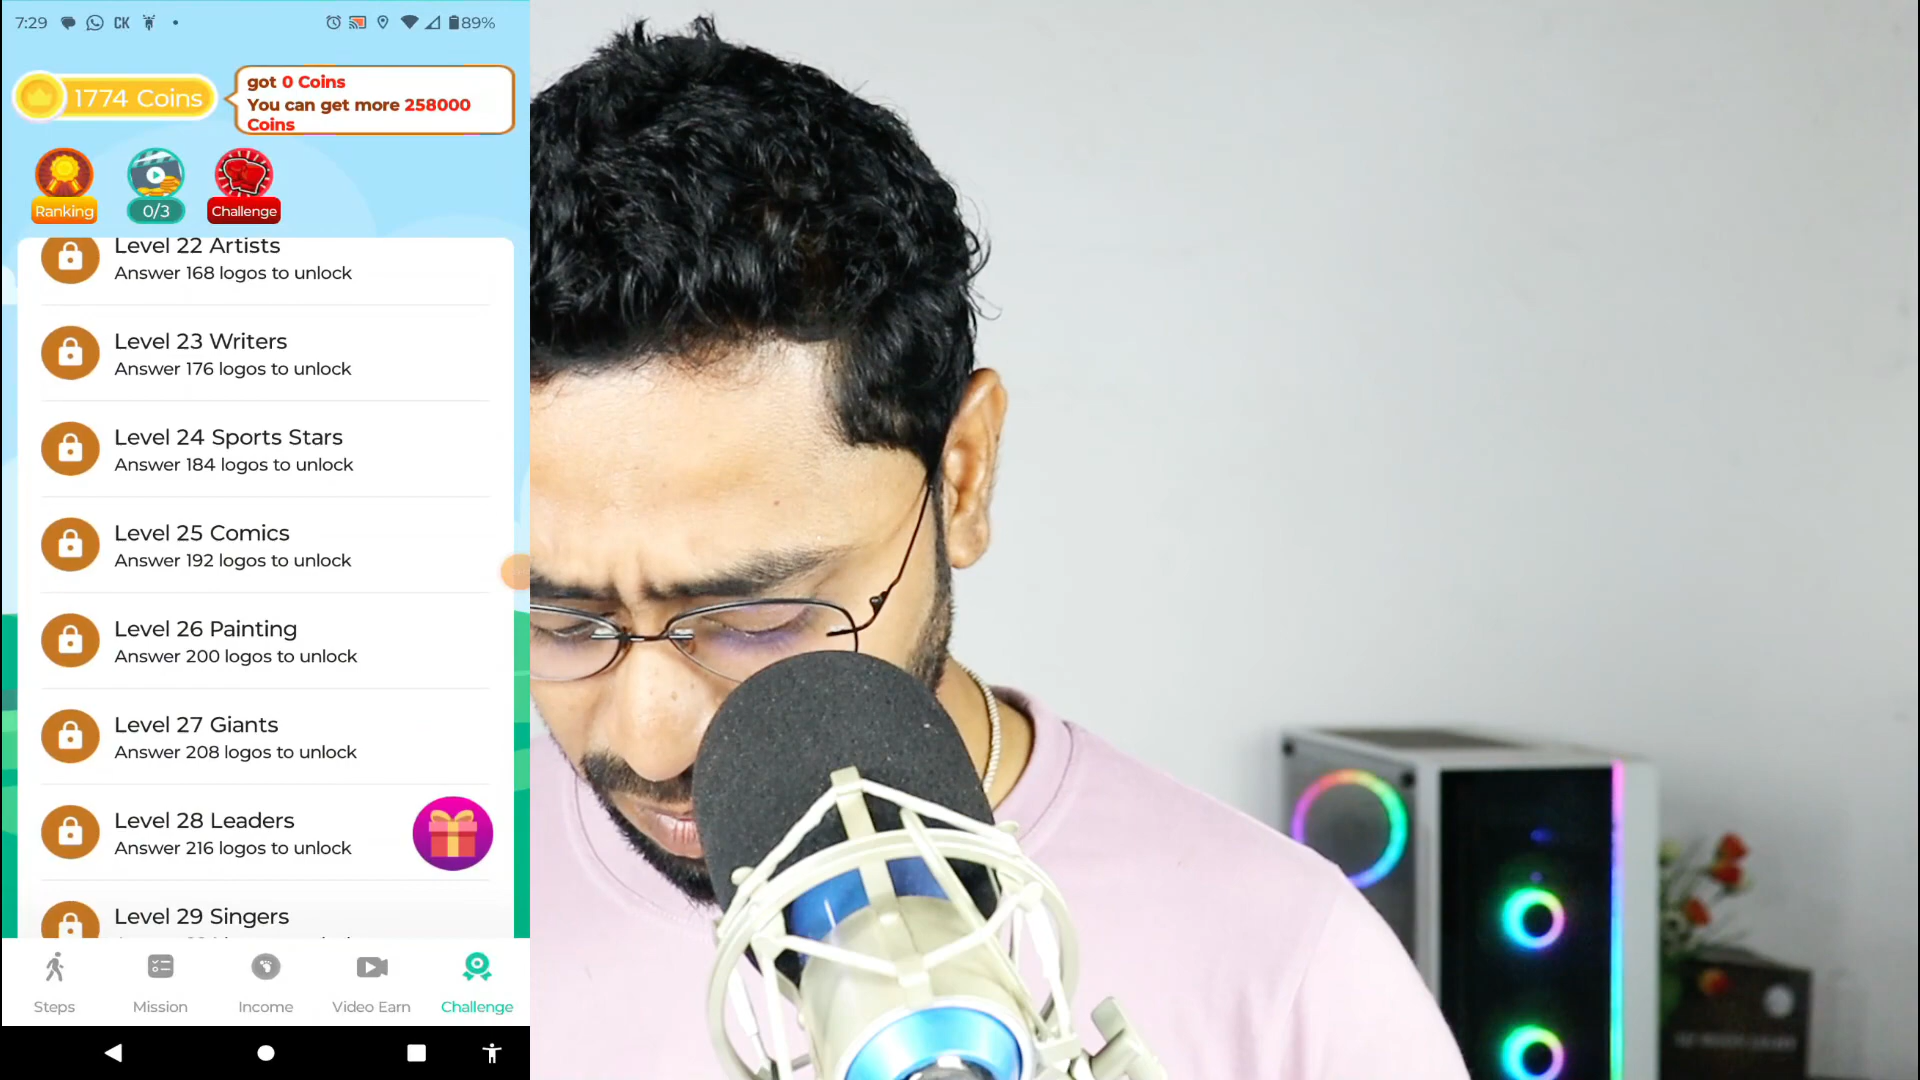 7:29
CK
89%
1774 Coins
got 0 Coins
You can get more 258000
Coins
Ranking
0/3
Challenge
Level 22 Artists
Answer 168 logos to unlock
Level 23 Writers
Answer 176 logos to unlock
Level 24 Sports Stars
Answer 184 logos to unlock
Level 25 Comics
Answer 192 logos to unlock
Level 26 Painting
Answer 200 logos to unlock
Level 27 Giants
Answer 208 logos to unlock
Level 28 Leaders
Answer 216 logos to unlock
Level 29 Singers
Steps
Mission
Income
Video Earn
Challenge